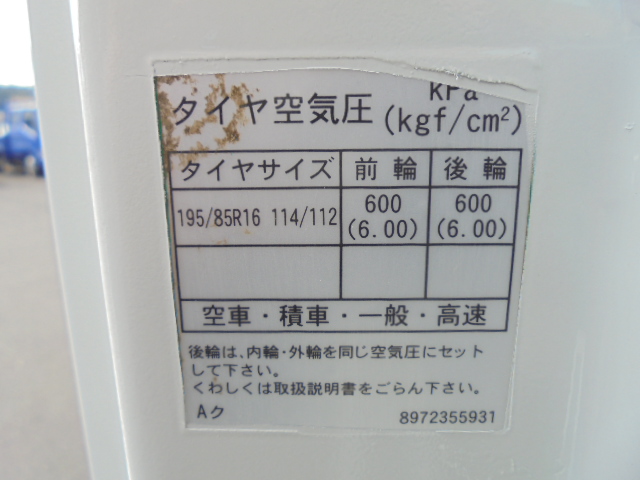 タイヤ空気圧 kPa
(kgf/cm²)
タイヤサイズ 前輪 後輪
195/85R16 114/112 600 (6.00) 600 (6.00)
空車・積車・一般・高速
後輪は、内輪・外輪を同じ空気圧にセット
して下さい。
くわしくは取扱説明書をごらん下さい。
Aク 8972355931